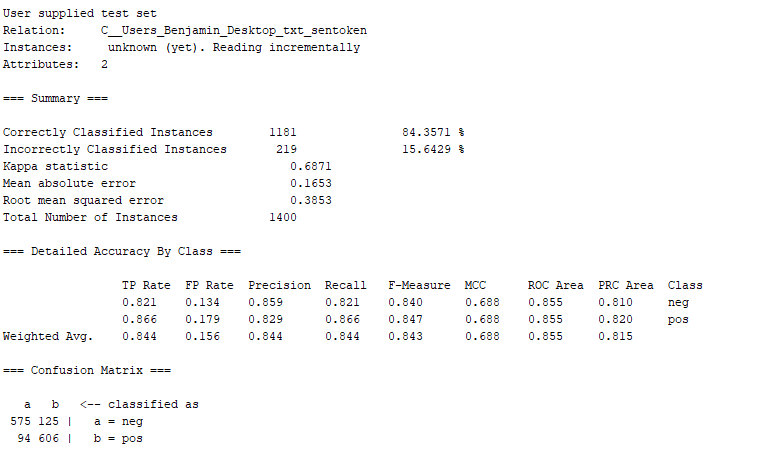 User supplied test set
Relation:     C__Users_Benjamin_Desktop_txt_sentoken
Instances:     unknown (yet). Reading incrementally
Attributes:   2
=== Summary ===
Correctly Classified Instances        1181               84.3571 %
Incorrectly Classified Instances       219               15.6429 %
Kappa statistic                          0.6871
Mean absolute error                      0.1653
Root mean squared error                  0.3853
Total Number of Instances             1400
=== Detailed Accuracy By Class ===
                 TP Rate  FP Rate  Precision  Recall   F-Measure  MCC      ROC Area  PRC Area  Class
                 0.821    0.134    0.859      0.821    0.840      0.688    0.855     0.810     neg
                 0.866    0.179    0.829      0.866    0.847      0.688    0.855     0.820     pos
Weighted Avg.    0.844    0.156    0.844      0.844    0.843      0.688    0.855     0.815
=== Confusion Matrix ===
   a   b   <-- classified as
 575 125 |   a = neg
  94 606 |   b = pos